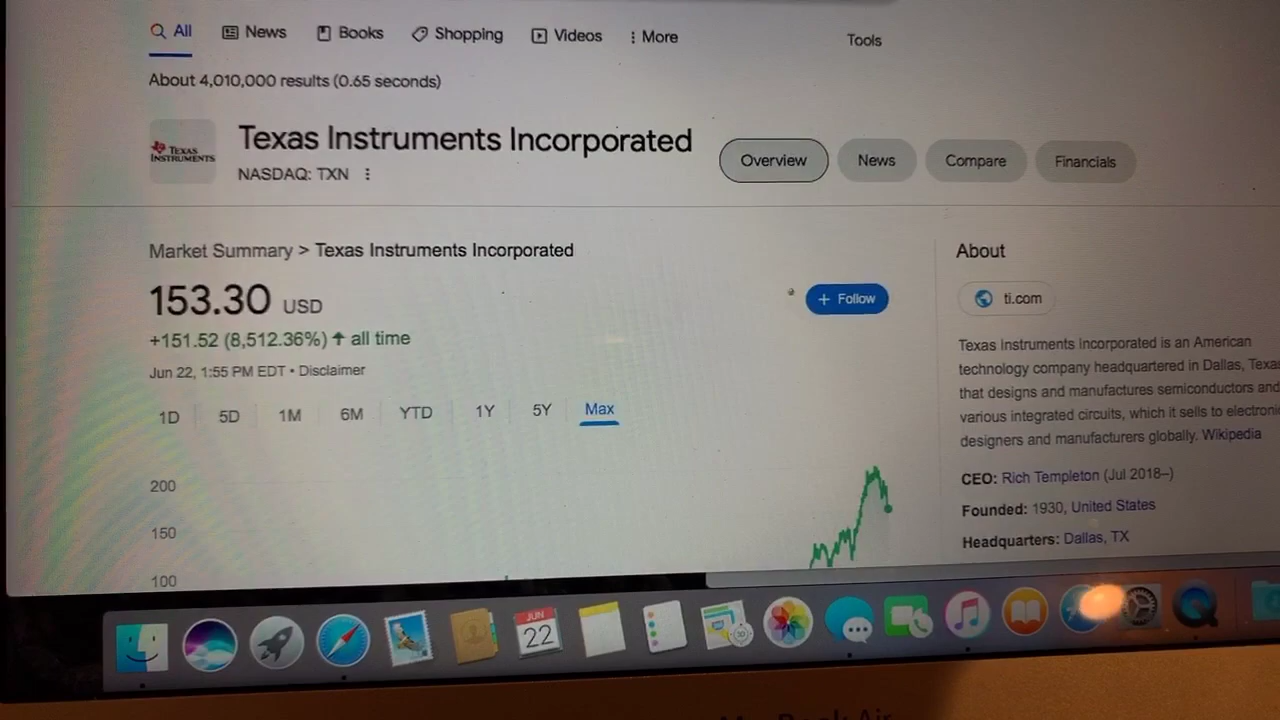 All News Books Shopping Videos More Tools
About 4,010,000 results (0.65 seconds)
TEXAS INSTRUMENTS
Texas Instruments Incorporated
NASDAQ: TXN
Overview News Compare Financials
Market Summary > Texas Instruments Incorporated
153.30 USD
+ Follow
+151.52 (8,512.36%) ↑ all time
Jun 22, 1:55 PM EDT • Disclaimer
1D 5D 1M 6M YTD 1Y 5Y Max
200
150
100
About
ti.com
Texas Instruments Incorporated is an American
technology company headquartered in Dallas, Texas
that designs and manufactures semiconductors and
various integrated circuits, which it sells to electronic
designers and manufacturers globally. Wikipedia
CEO: Rich Templeton (Jul 2018–)
Founded: 1930, United States
Headquarters: Dallas, TX
JUN
22
30
MacBook Air